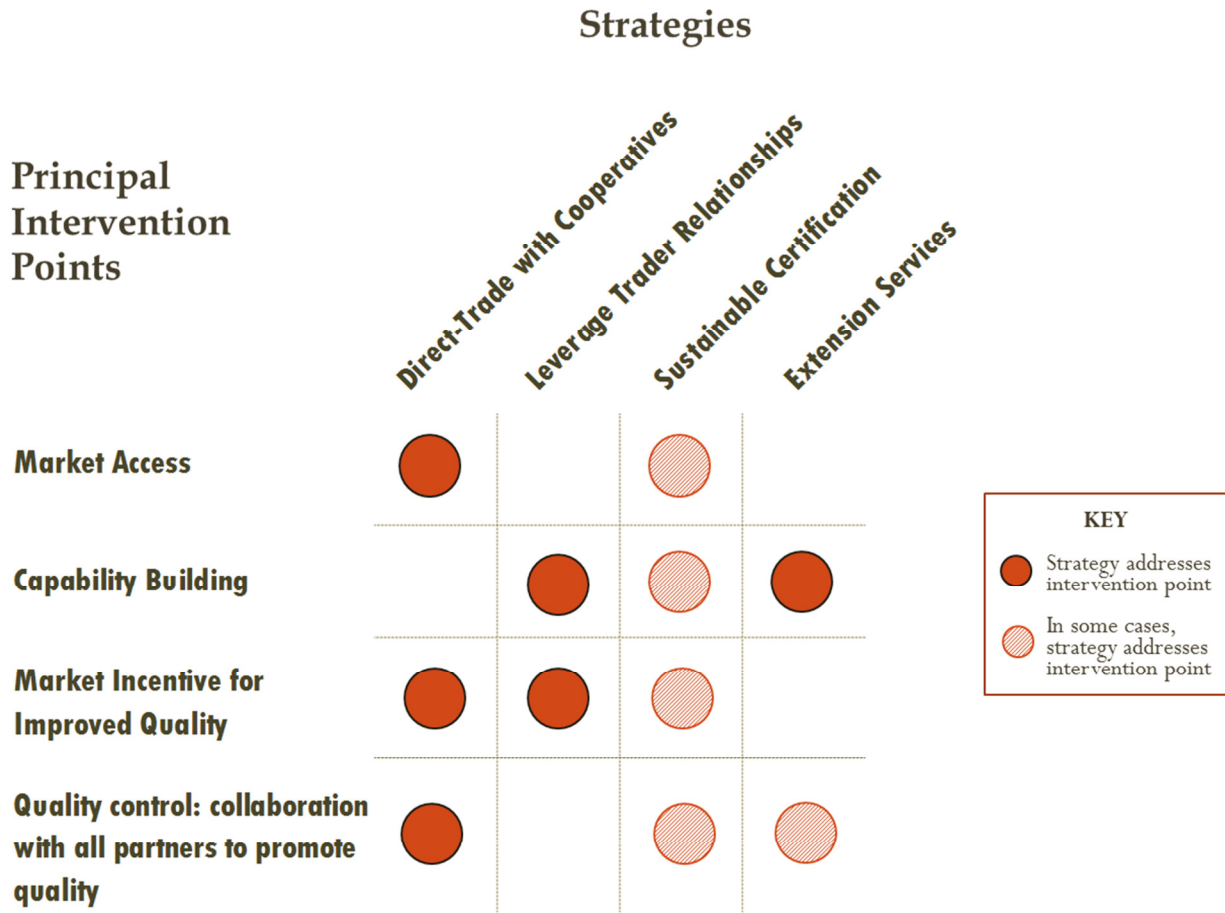 Strategies
Principal
Intervention
Points
Direct-Trade with Cooperatives
Leverage Trader Relationships
Sustainable Certification
Extension Services
Market Access
Capability Building
Market Incentive for
Improved Quality
Quality control: collaboration
with all partners to promote
quality
KEY
Strategy addresses
intervention point
In some cases,
strategy addresses
intervention point